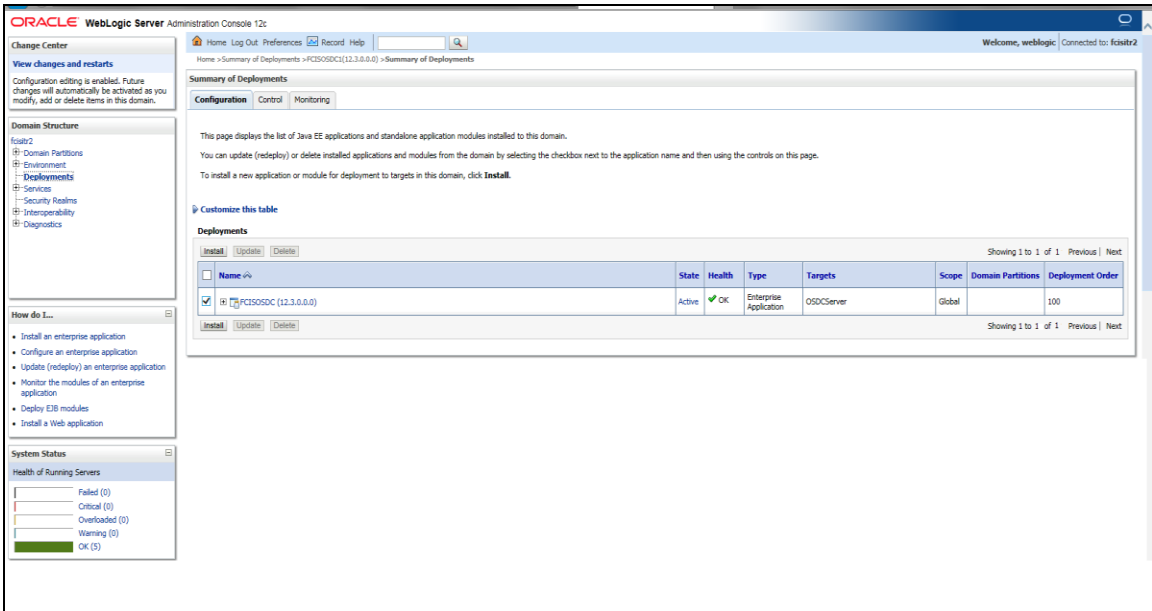 ORACLE WebLogic Server Administration Console 12c
Change Center
View changes and restarts
Configuration editing is enabled. Future
changes will automatically be activated as you
modify, add or delete items in this domain.
Domain Structure
fcisitr2
Domain Partitions
Environment
Deployments
Services
Security Realms
Interoperability
Diagnostics
How do I...
Install an enterprise application
Configure an enterprise application
Update (redeploy) an enterprise application
Monitor the modules of an enterprise
application
Deploy EJB modules
Install a Web application
System Status
Health of Running Servers
Failed (0)
Critical (0)
Overloaded (0)
Warning (0)
OK (5)
Home Log Out Preferences Record Help
Welcome, weblogic Connected to: fcisitr2
Home >Summary of Deployments >FCISOSDC1(12.3.0.0.0) >Summary of Deployments
Summary of Deployments
Configuration Control Monitoring
This page displays the list of Java EE applications and standalone application modules installed to this domain.
You can update (redeploy) or delete installed applications and modules from the domain by selecting the checkbox next to the application name and then using the controls on this page.
To install a new application or module for deployment to targets in this domain, click Install.
Customize this table
Deployments
Install Update Delete Showing 1 to 1 of 1 Previous | Next
Name State Health Type Targets Scope Domain Partitions Deployment Order
FCISOSDC (12.3.0.0.0) Active OK Enterprise Application OSDCServer Global 100
Install Update Delete Showing 1 to 1 of 1 Previous | Next